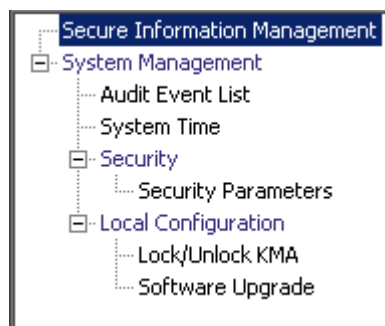 Secure Information Management
System Management
Audit Event List
System Time
Security
Security Parameters
Local Configuration
Lock/Unlock KMA
Software Upgrade